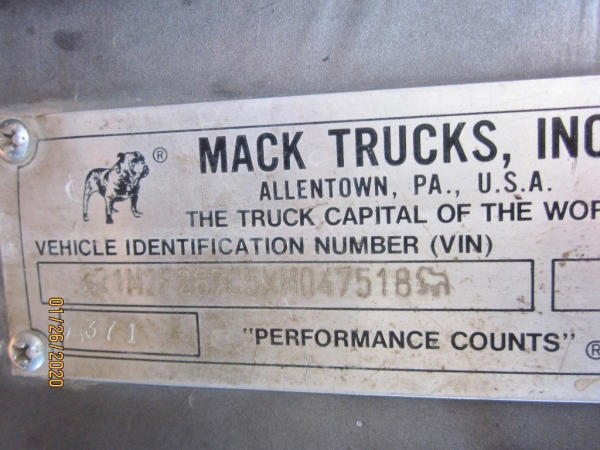 ®
MACK TRUCKS, INC
ALLENTOWN, PA., U.S.A.
THE TRUCK CAPITAL OF THE WOR
VEHICLE IDENTIFICATION NUMBER (VIN)
"PERFORMANCE COUNTS" ®
01/26/2020